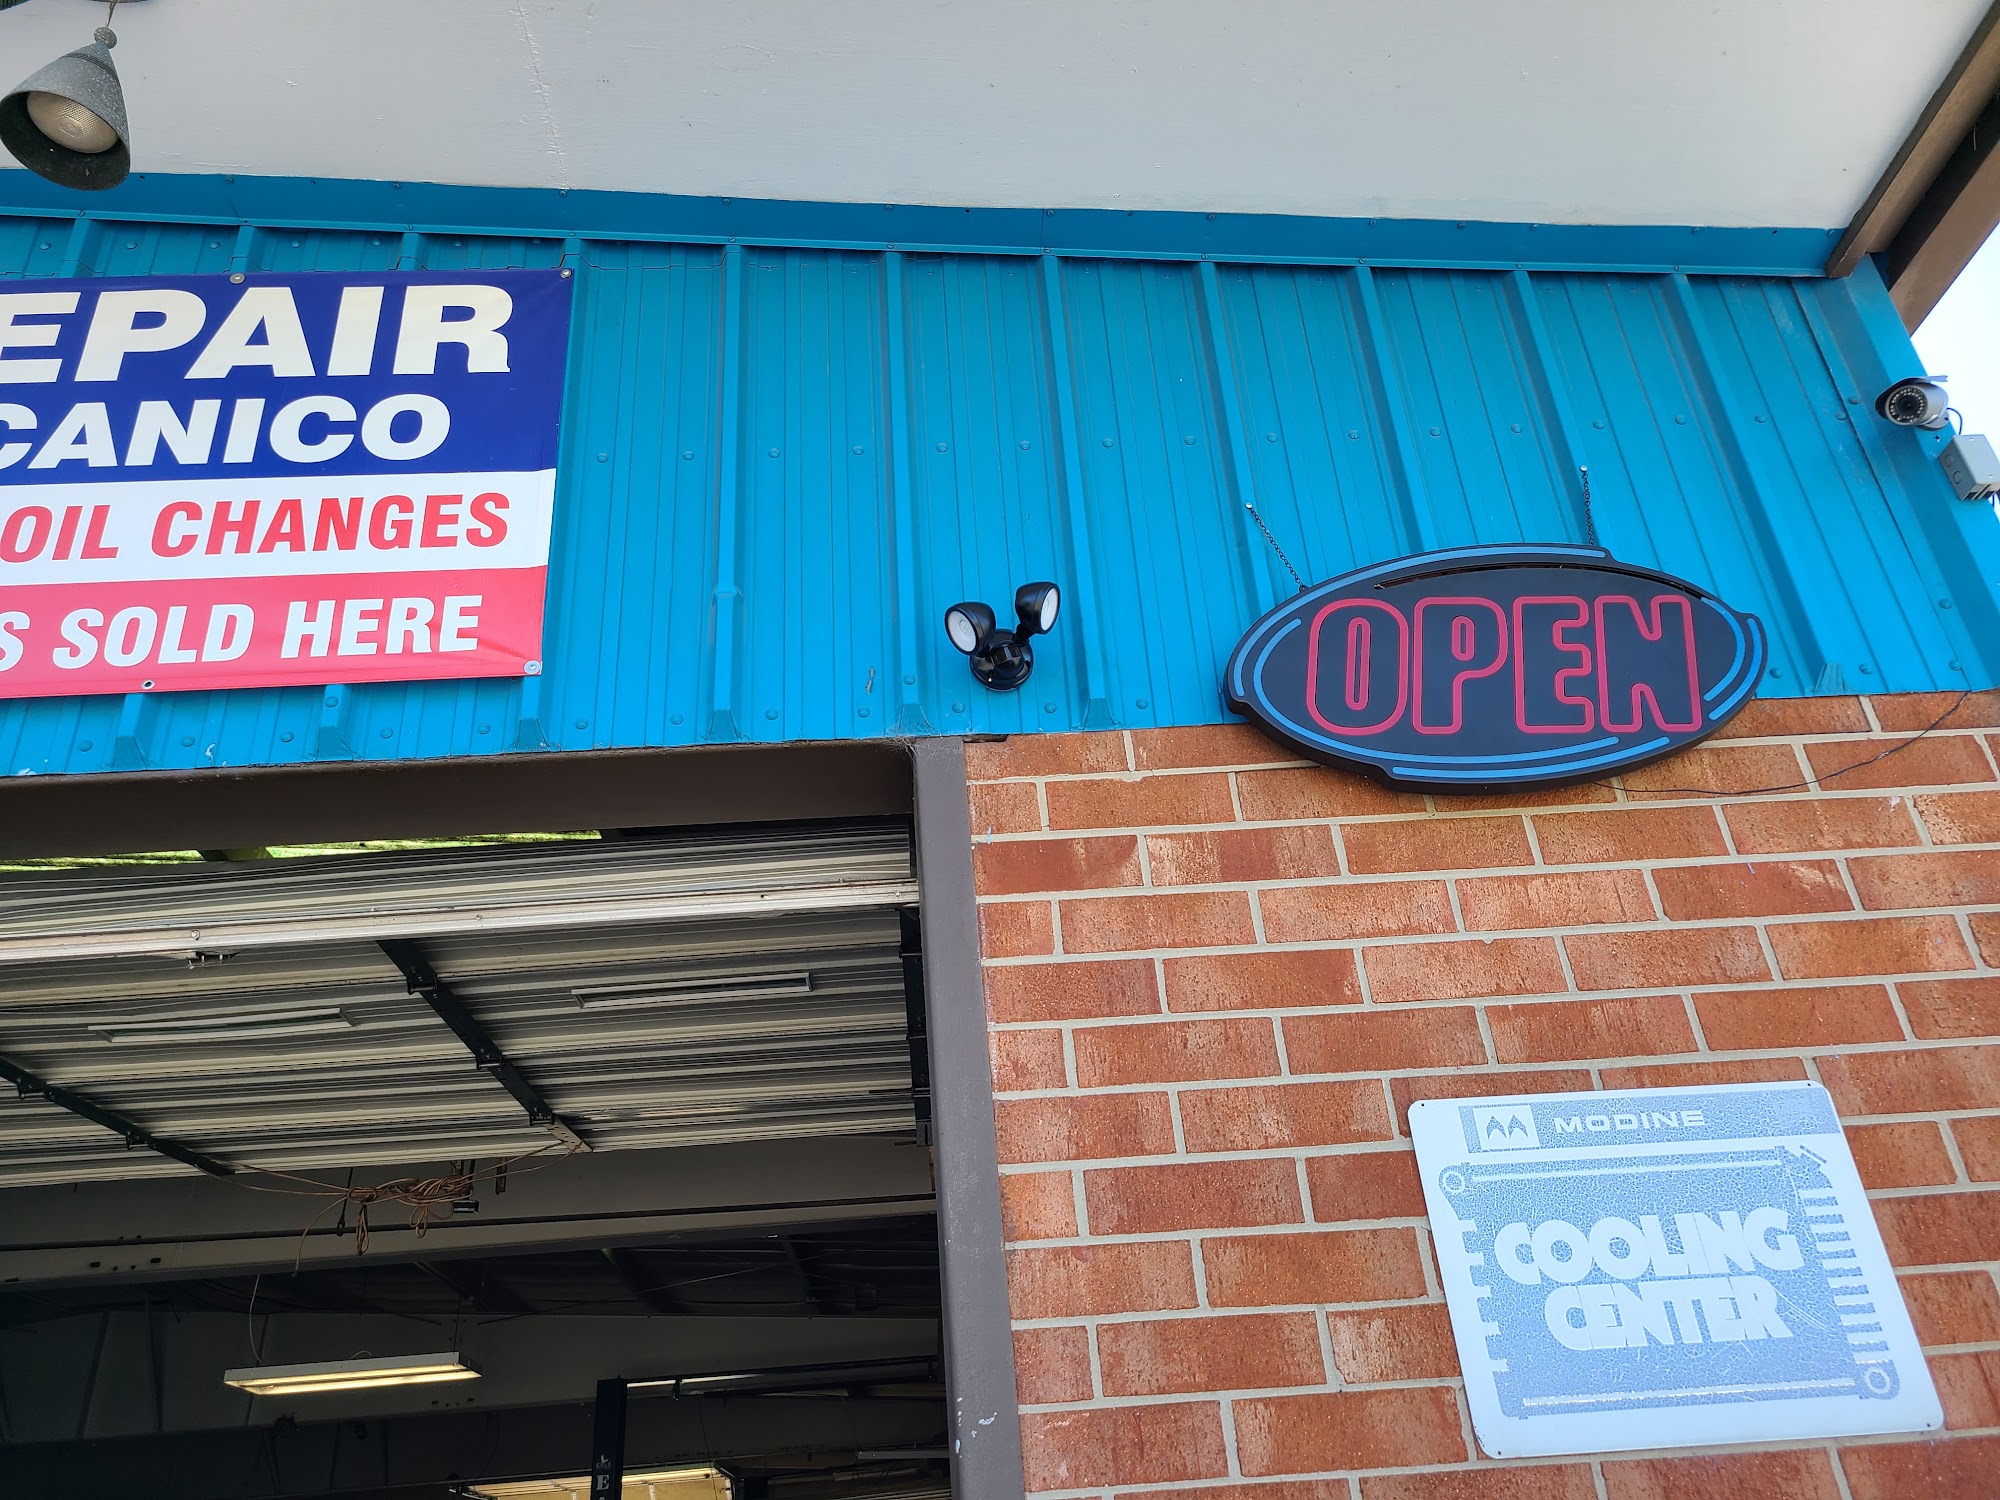 EPAIR
CANICO
OIL CHANGES
S SOLD HERE
OPEN
MODINE
COOLING
CENTER
E